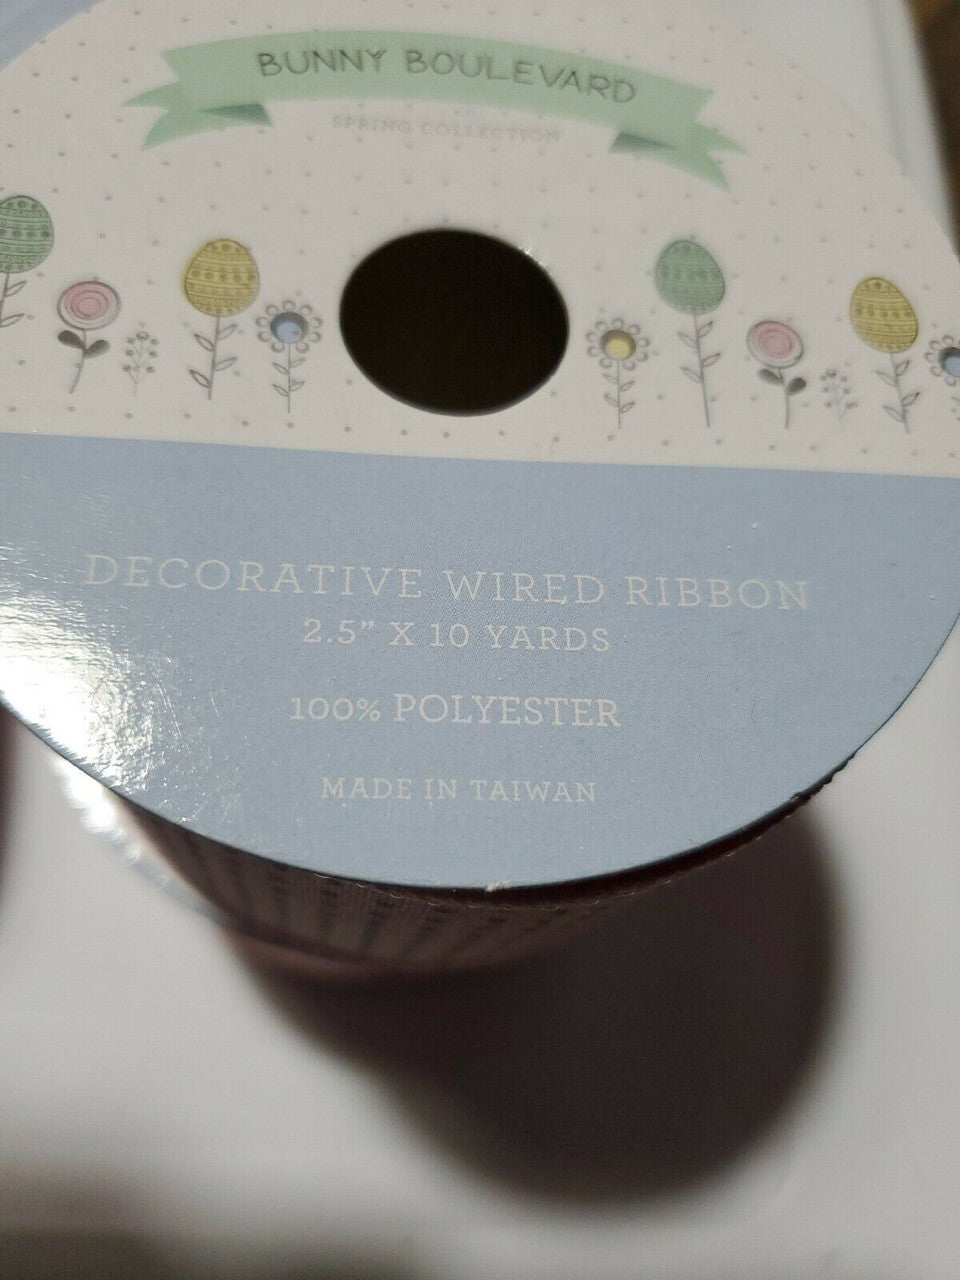 BUNNY BOULEVARD
SPRING COLLECTION
DECORATIVE WIRED RIBBON
2.5” X 10 YARDS
100% POLYESTER
MADE IN TAIWAN